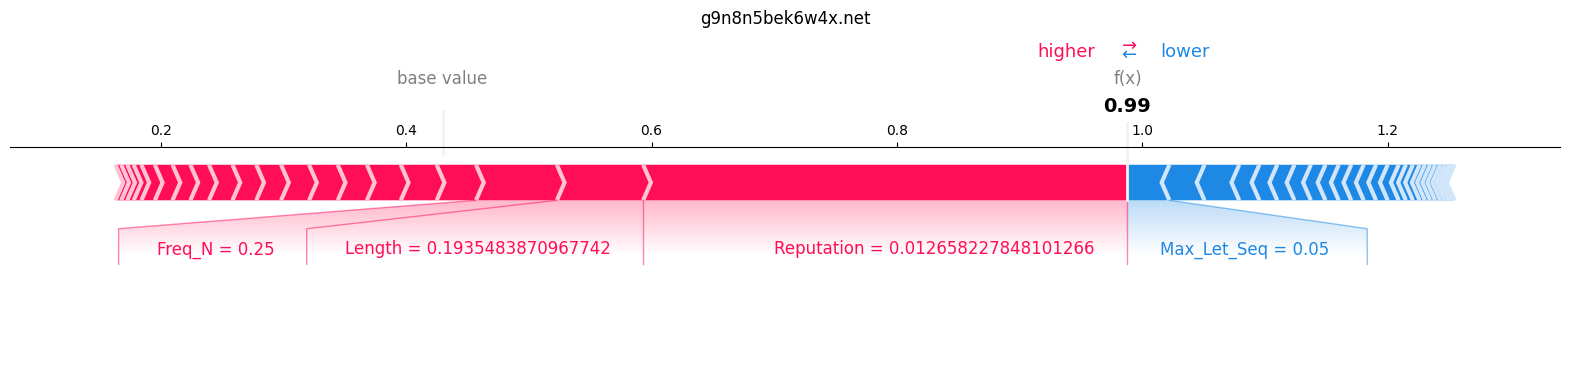 g9n8n5bek6w4x.net
higher ⇄ lower
base value f(x)
0.99
0.2 0.4 0.6 0.8 1.0 1.2
Freq_N = 0.25 Length = 0.1935483870967742 Reputation = 0.012658227848101266 Max_Let_Seq = 0.05